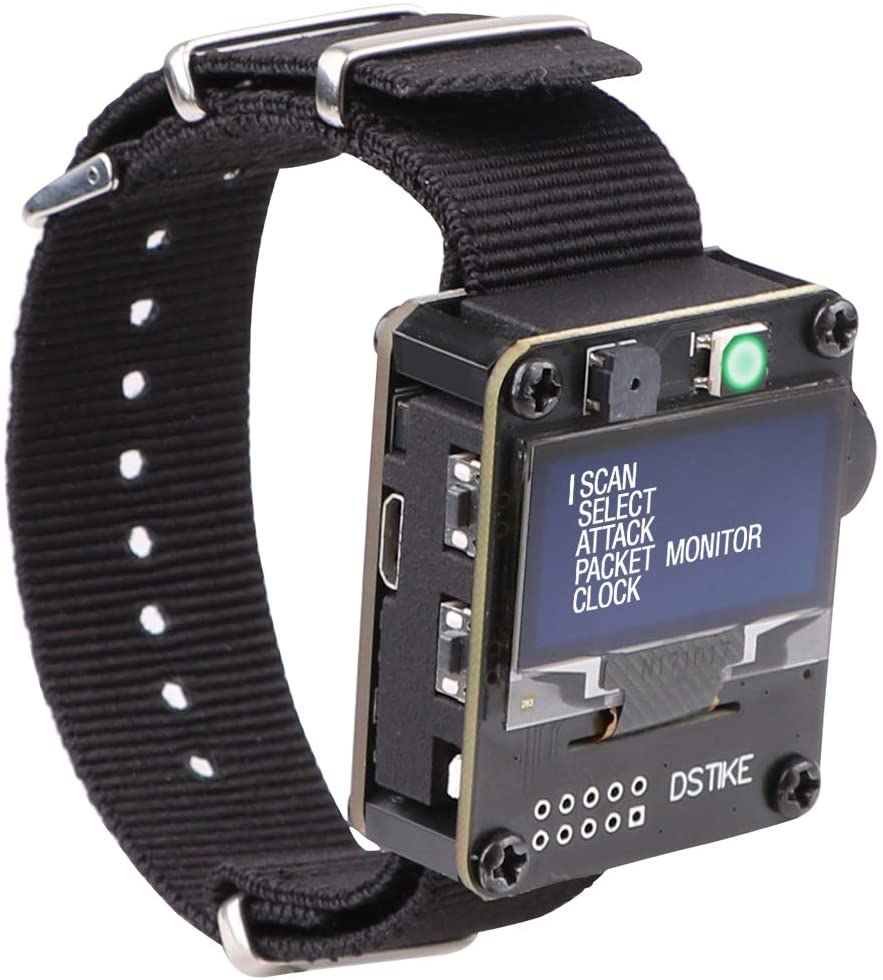 SCAN
SELECT
ATTACK
PACKET MONITOR
CLOCK
DSTIKE